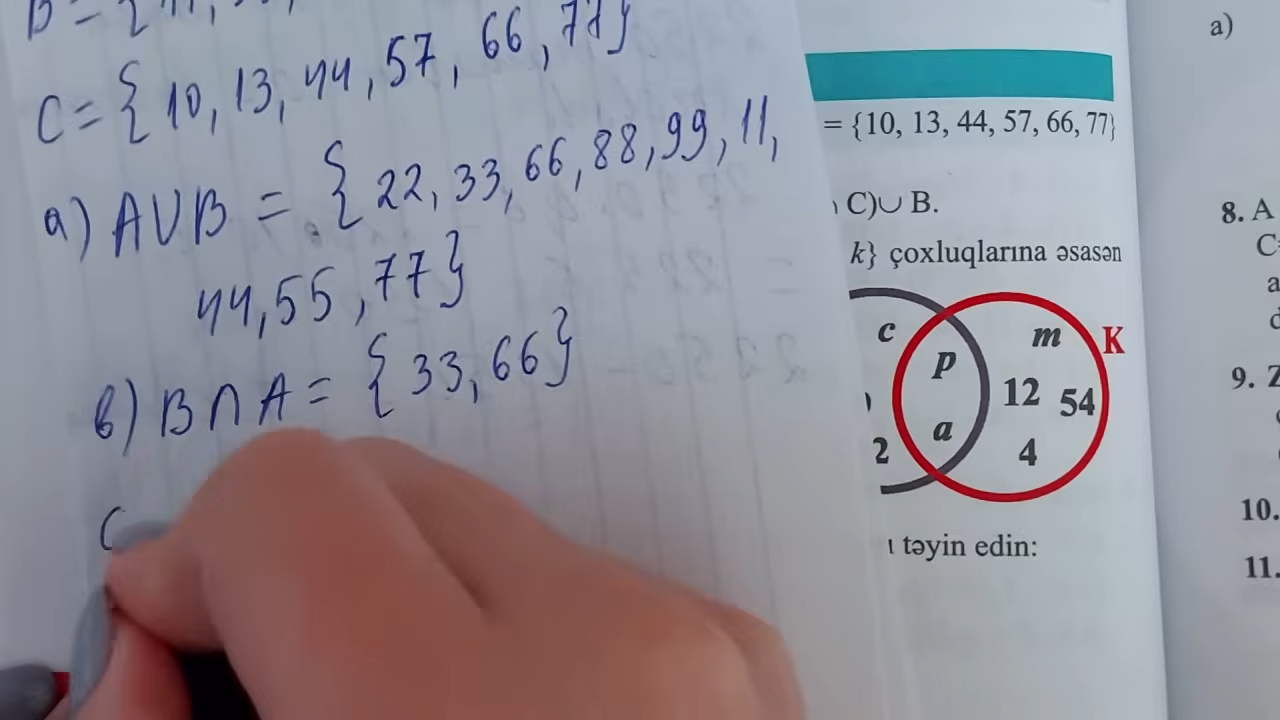 C = {10, 13, 44, 57, 66, 77}
a) A∪B = {22, 33, 66, 88, 99, 11,
44, 55, 77}
b) B∩A = {33, 66}
= {10, 13, 44, 57, 66, 77}
C)∪ B.
k} çoxluqlarına əsasən
c
p
a
2
m
12 54
4
K
təyin edin:
a)
8. A
9.
10.
11.